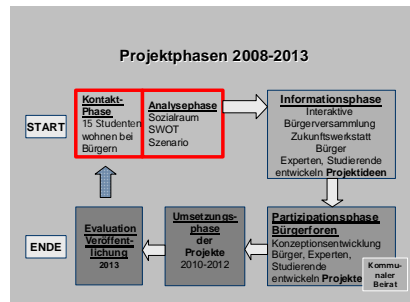 Projektphasen 2008-2013
START
Kontakt-
Phase
15 Studenten
wohnen bei
Bürgern
Analysephase
Sozialraum
SWOT
Szenario
Informationsphase
Interaktive
Bürgerversammlung
Zukunftswerkstatt
Bürger
Experten, Studierende
entwickeln Projektideen
ENDE
Evaluation
Veröffent-
lichung
2013
Umsetzungs-
phase
der
Projekte
2010-2012
Partizipationsphase
Bürgerforen
Konzeptionsentwicklung
Bürger, Experten,
Studierende
entwickeln Projekte
Kommu-
naler
Beirat